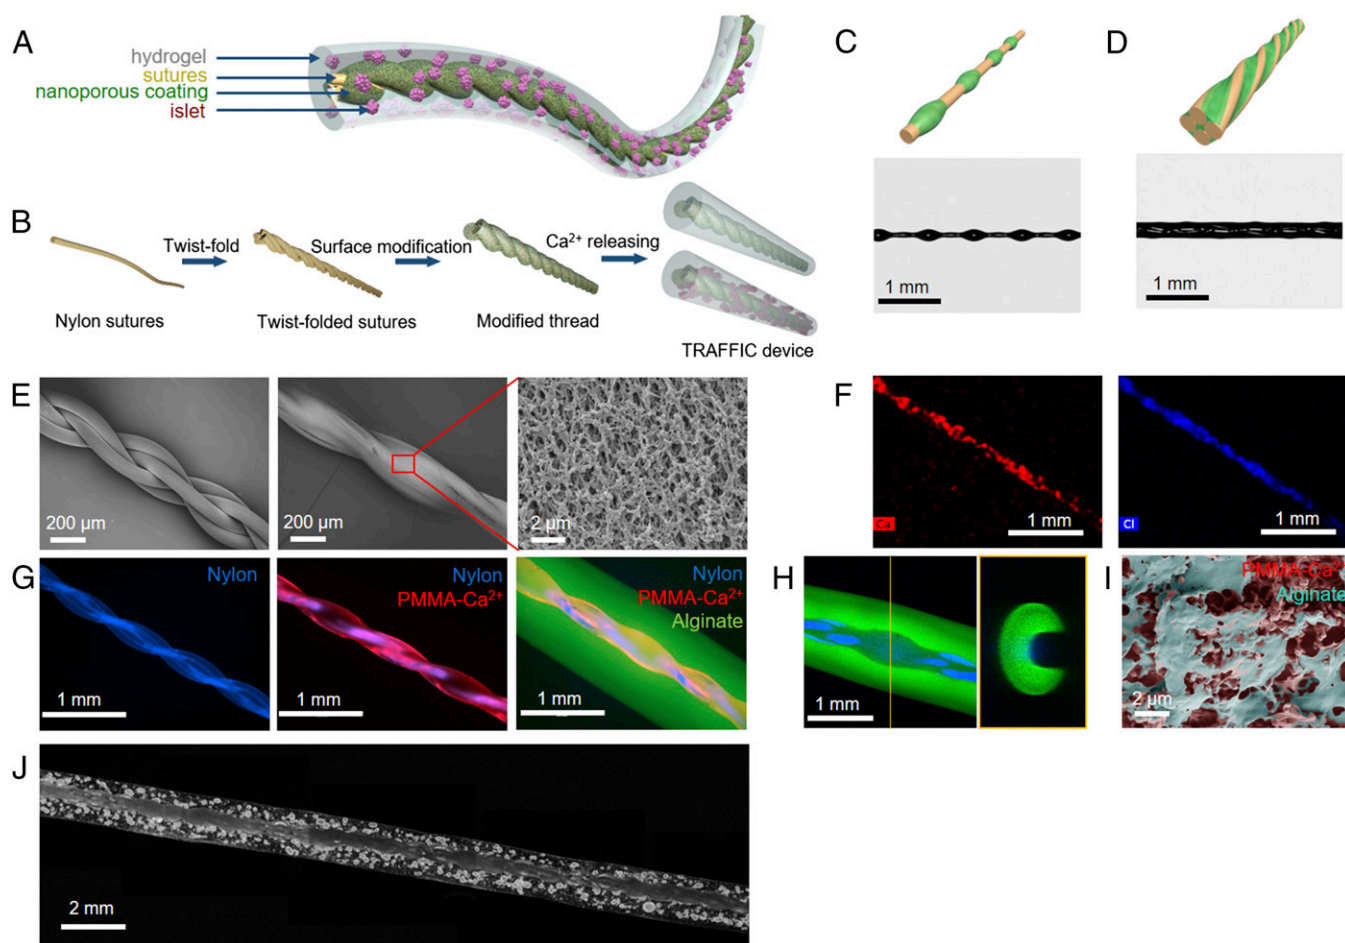 A
hydrogel
sutures
nanoporous coating
islet
B
Twist-fold
Surface modification
Ca²⁺ releasing
Nylon sutures
Twist-folded sutures
Modified thread
TRAFFIC device
C
1 mm
D
1 mm
E
200 µm
200 µm
2 µm
F
Ca
1 mm
Cl
1 mm
G
Nylon
1 mm
Nylon
PMMA-Ca²⁺
1 mm
Nylon
PMMA-Ca²⁺
Alginate
1 mm
H
1 mm
I
PMMA-Ca²⁺
Alginate
2 µm
J
2 mm